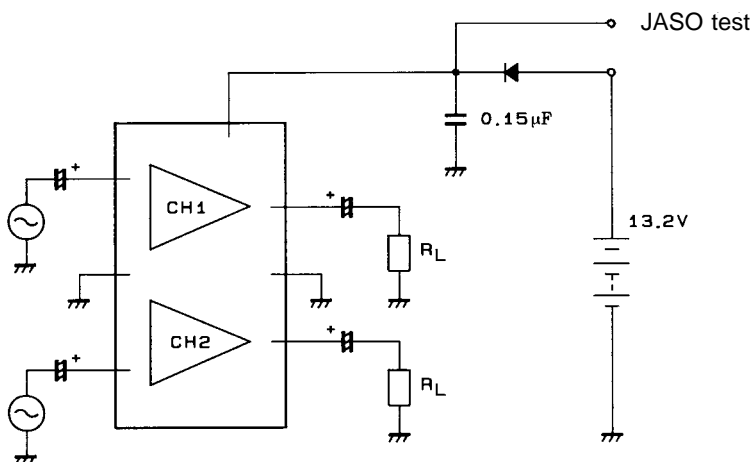 JASO test
0.15μF
+
CH1
+
13.2V
RL
+
CH2
+
RL